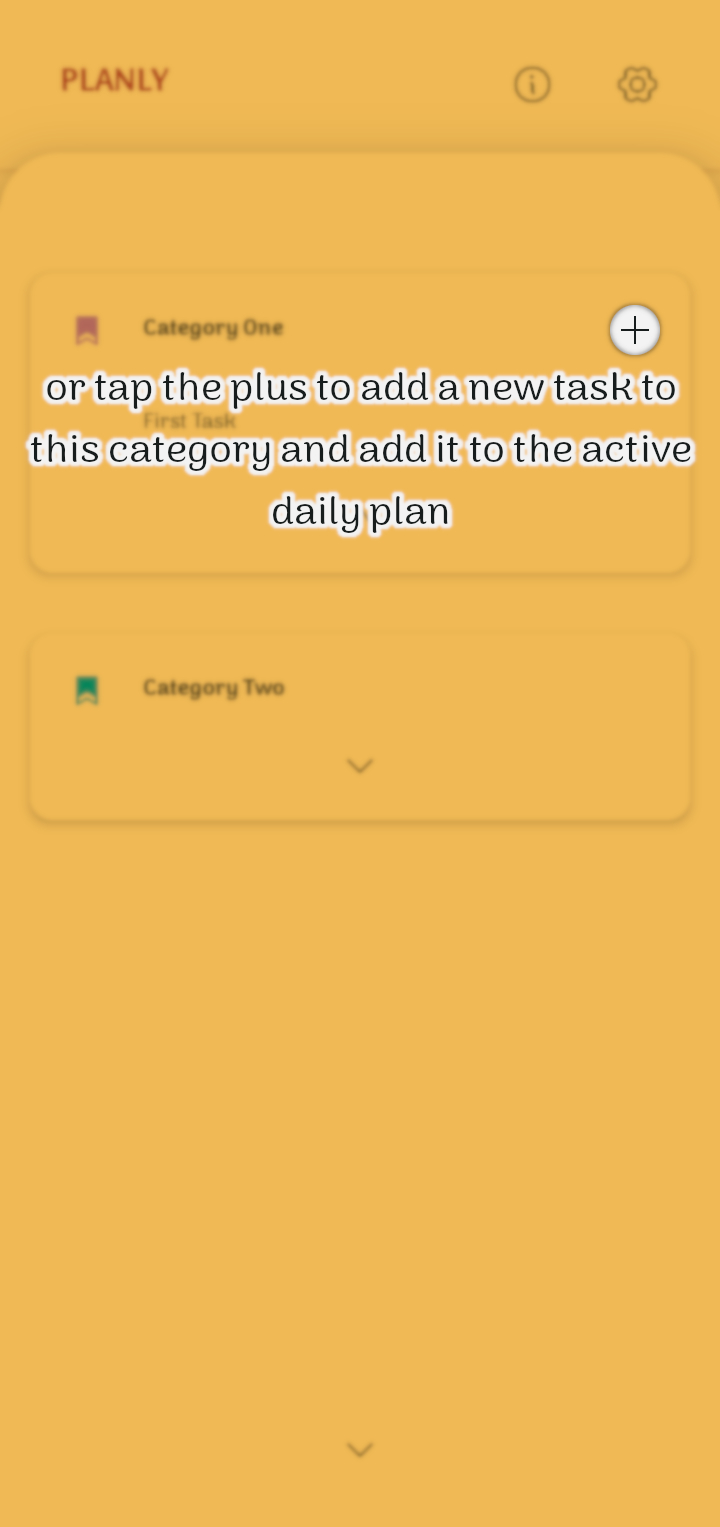 PLANLY
Category One
or tap the plus to add a new task to
First Task
this category and add it to the active
daily plan
Category Two